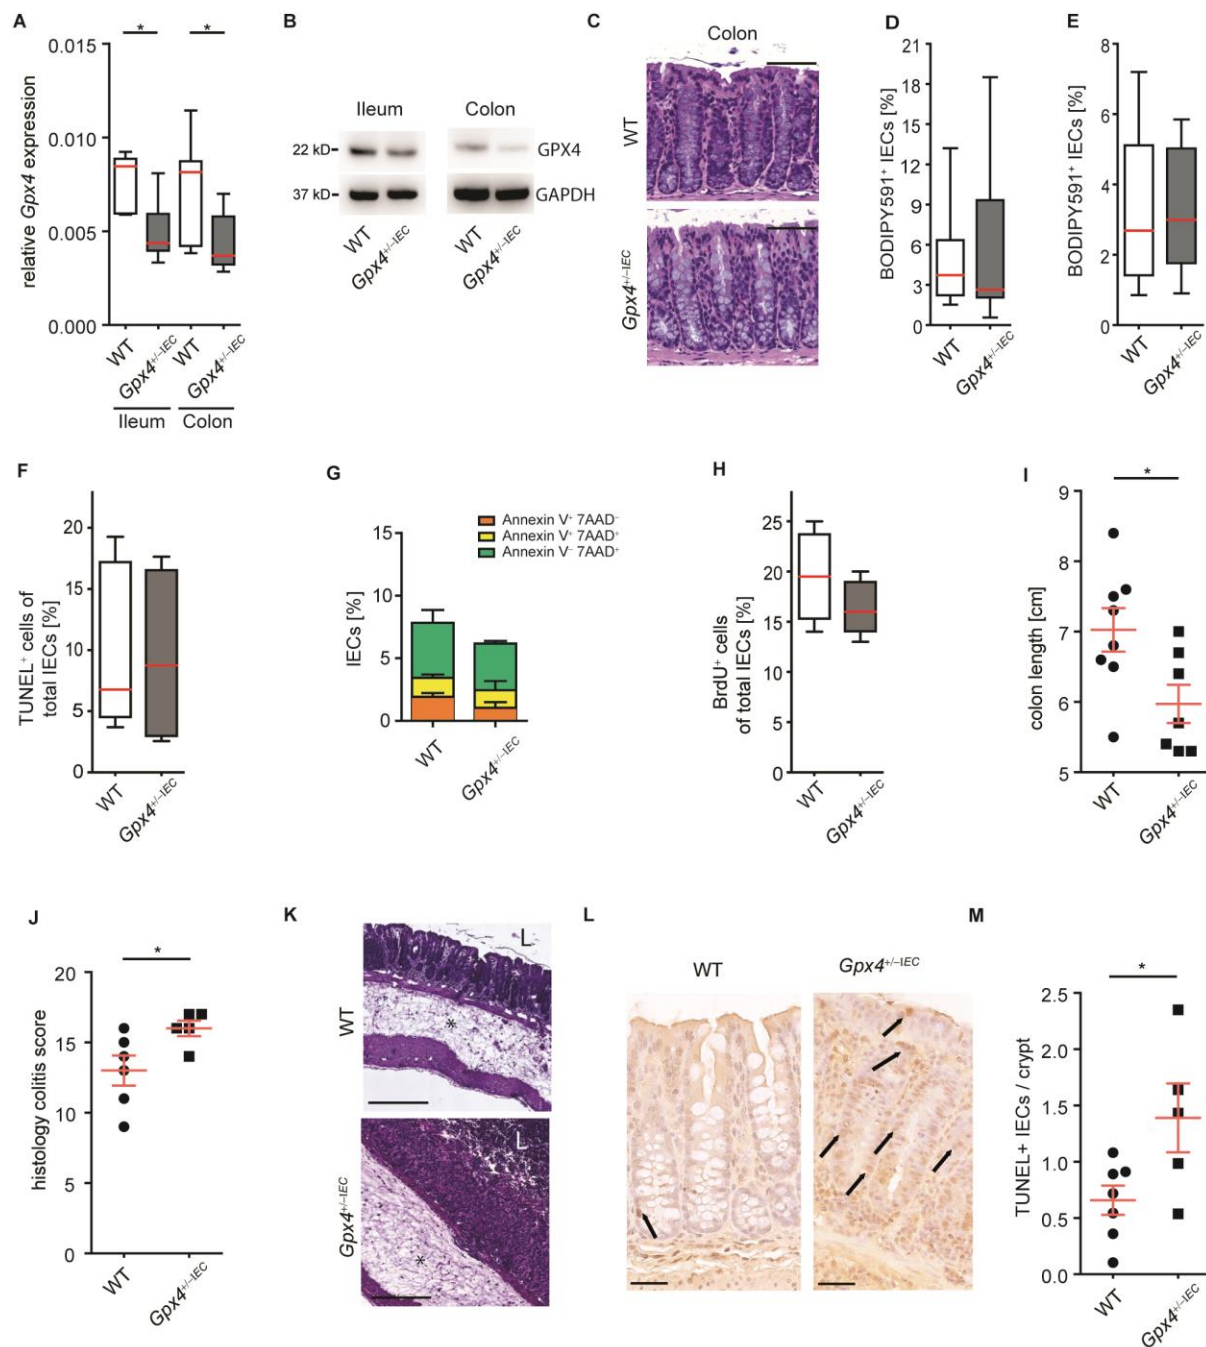 A
*
*
0.015
0.010
0.005
0.000
relative Gpx4 expression
WT
Gpx4+/−IEC
WT
Gpx4+/−IEC
Ileum
Colon
B
Ileum
Colon
22 kD
GPX4
37 kD
GAPDH
WT
Gpx4+/−IEC
WT
Gpx4+/−IEC
C
Colon
WT
Gpx4+/−IEC
D
BODIPY591+ IECs [%]
21
18
15
12
9
6
3
0
WT
Gpx4+/−IEC
E
BODIPY591+ IECs [%]
8
6
4
2
0
WT
Gpx4+/−IEC
F
TUNEL+ cells of
total IECs [%]
20
15
10
5
0
WT
Gpx4+/−IEC
G
Annexin V+ 7AAD−
Annexin V+ 7AAD+
Annexin V− 7AAD+
IECs [%]
15
10
5
0
WT
Gpx4+/−IEC
H
BrdU+ cells
of total IECs [%]
25
20
15
10
5
0
WT
Gpx4+/−IEC
I
*
colon length [cm]
9
8
7
6
5
WT
Gpx4+/−IEC
J
*
histology colitis score
20
15
10
5
0
WT
Gpx4+/−IEC
K
WT
L
*
Gpx4+/−IEC
L
*
L
WT
Gpx4+/−IEC
M
*
TUNEL+ IECs / crypt
2.5
2.0
1.5
1.0
0.5
0.0
WT
Gpx4+/−IEC